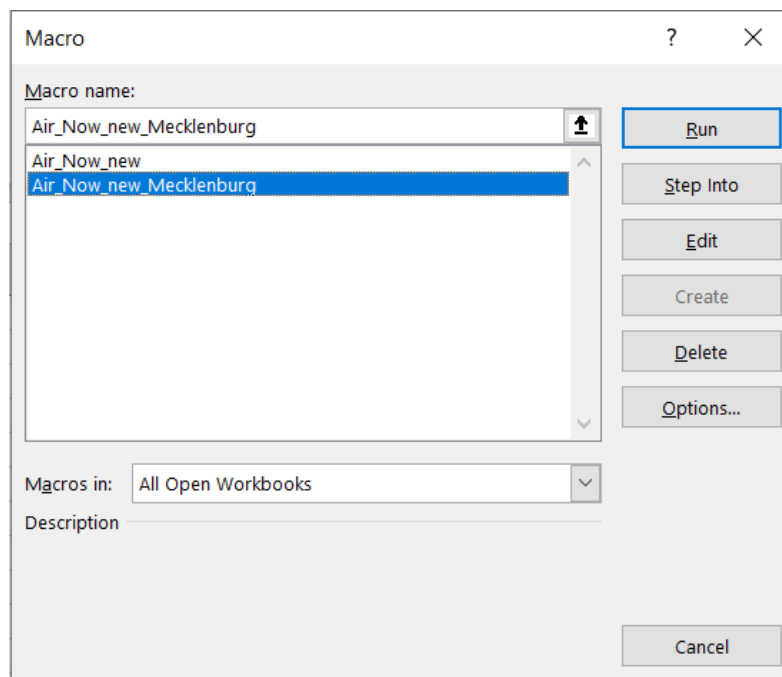 Macro
?
Macro name:
Air_Now_new_Mecklenburg
Run
Air_Now_new
Air_Now_new_Mecklenburg
Step Into
Edit
Create
Delete
Options...
Macros in:
All Open Workbooks
Description
Cancel